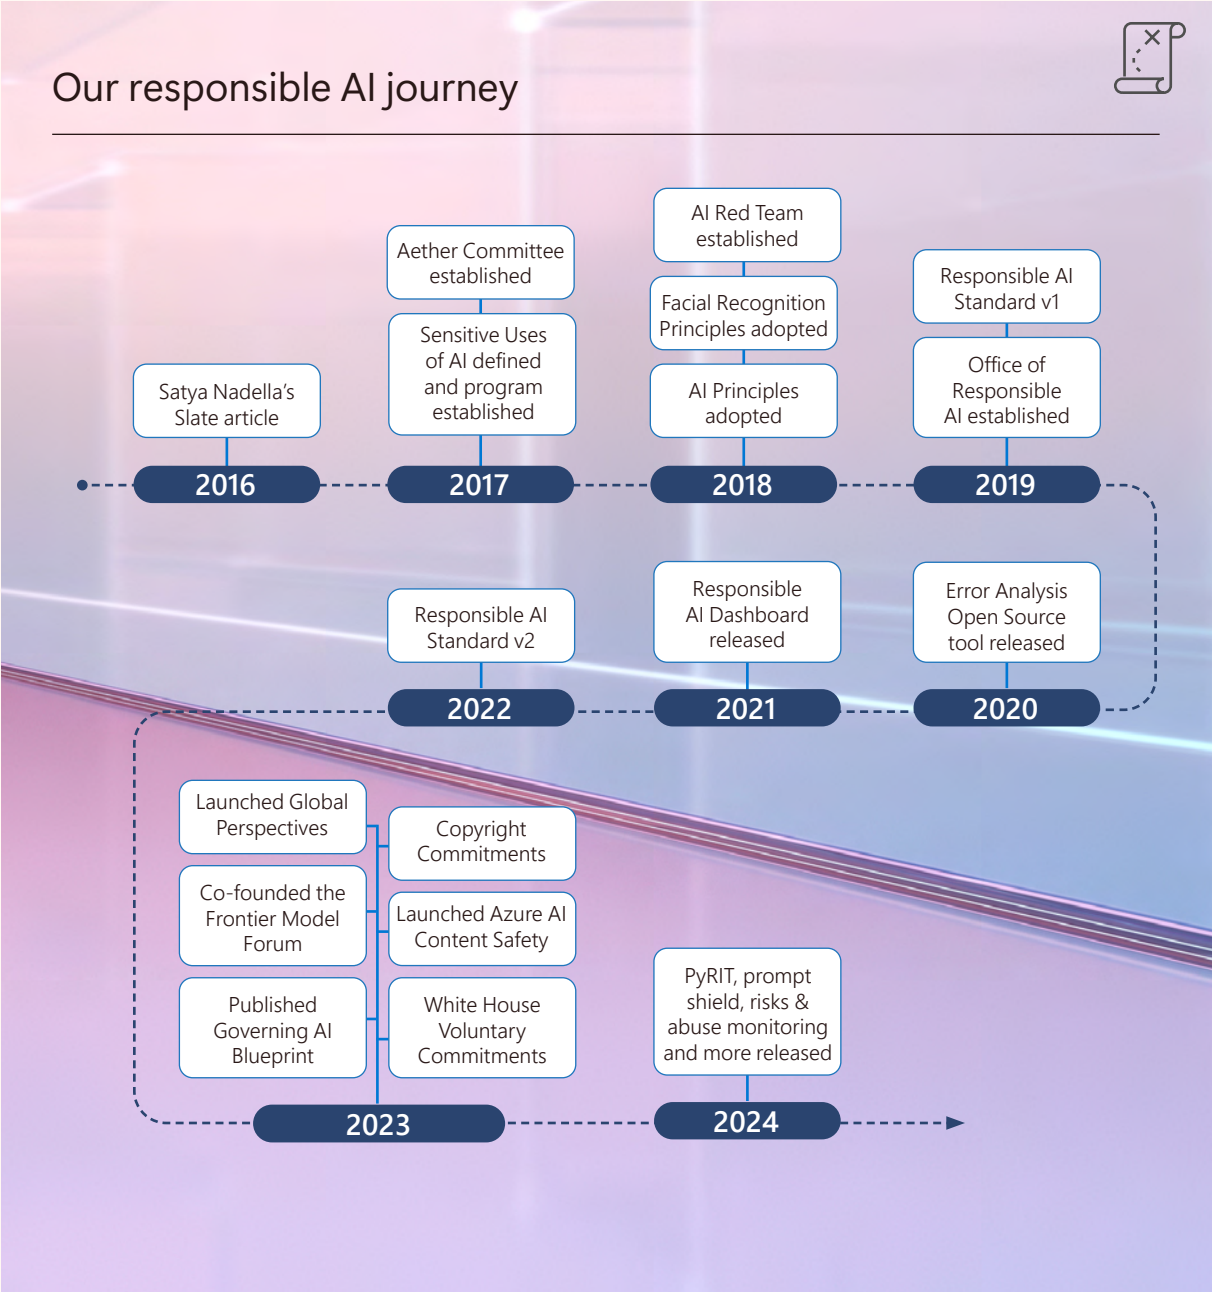 Our responsible AI journey
Satya Nadella’s
Slate article
2016
Aether Committee
established
Sensitive Uses
of AI defined
and program
established
2017
AI Red Team
established
Facial Recognition
Principles adopted
AI Principles
adopted
2018
Responsible AI
Standard v1
Office of
Responsible
AI established
2019
Error Analysis
Open Source
tool released
2020
Responsible
AI Dashboard
released
2021
Responsible AI
Standard v2
2022
Launched Global
Perspectives
Co-founded the
Frontier Model
Forum
Published
Governing AI
Blueprint
Copyright
Commitments
Launched Azure AI
Content Safety
White House
Voluntary
Commitments
2023
PyRIT, prompt
shield, risks &
abuse monitoring
and more released
2024